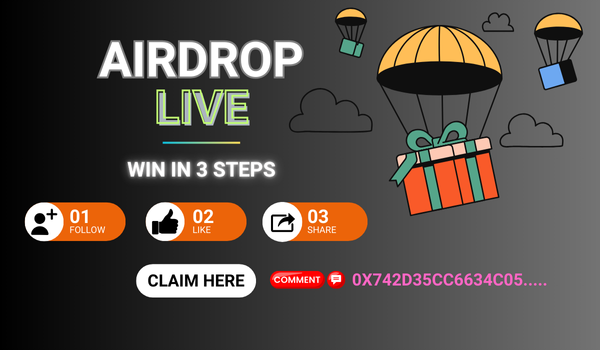 AIRDROP
LIVE
WIN IN 3 STEPS
01
FOLLOW
02
LIKE
03
SHARE
CLAIM HERE
COMMENT
0X742D35CC6634C05.....